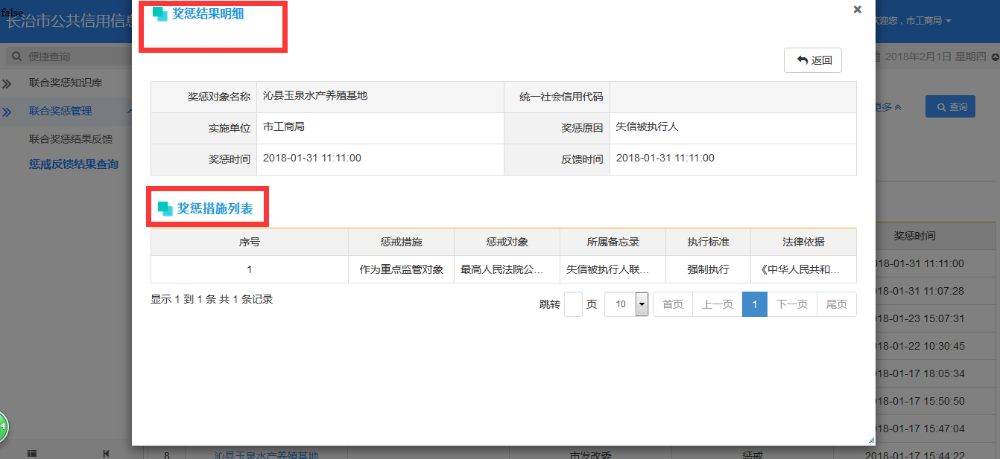 false
长治市公共信用信息
奖惩结果明细
欢迎您，市工商局
便捷查询
返回
2018年2月1日 星期四
联合奖惩知识库
联合奖惩管理
联合奖惩结果反馈
惩戒反馈结果查询
奖惩对象名称 沁县玉泉水产养殖基地 统一社会信用代码
实施单位 市工商局 奖惩原因 失信被执行人
奖惩时间 2018-01-31 11:11:00 反馈时间 2018-01-31 11:11:00
更多 查询
奖惩措施列表
序号 惩戒措施 惩戒对象 所属备忘录 执行标准 法律依据
1 作为重点监管对象 最高人民法院公... 失信被执行人联... 强制执行 《中华人民共和...
显示 1 到 1 条 共 1 条记录
跳转 页 10 首页 上一页 1 下一页 尾页
奖惩时间
18-01-31 11:11:00
18-01-31 11:07:28
18-01-23 15:07:31
18-01-22 10:30:45
18-01-17 18:05:34
18-01-17 15:50:50
18-01-17 15:47:04
4
8 沁县玉泉水产养殖基地 市发改委 惩戒 2018-01-17 15:44:22